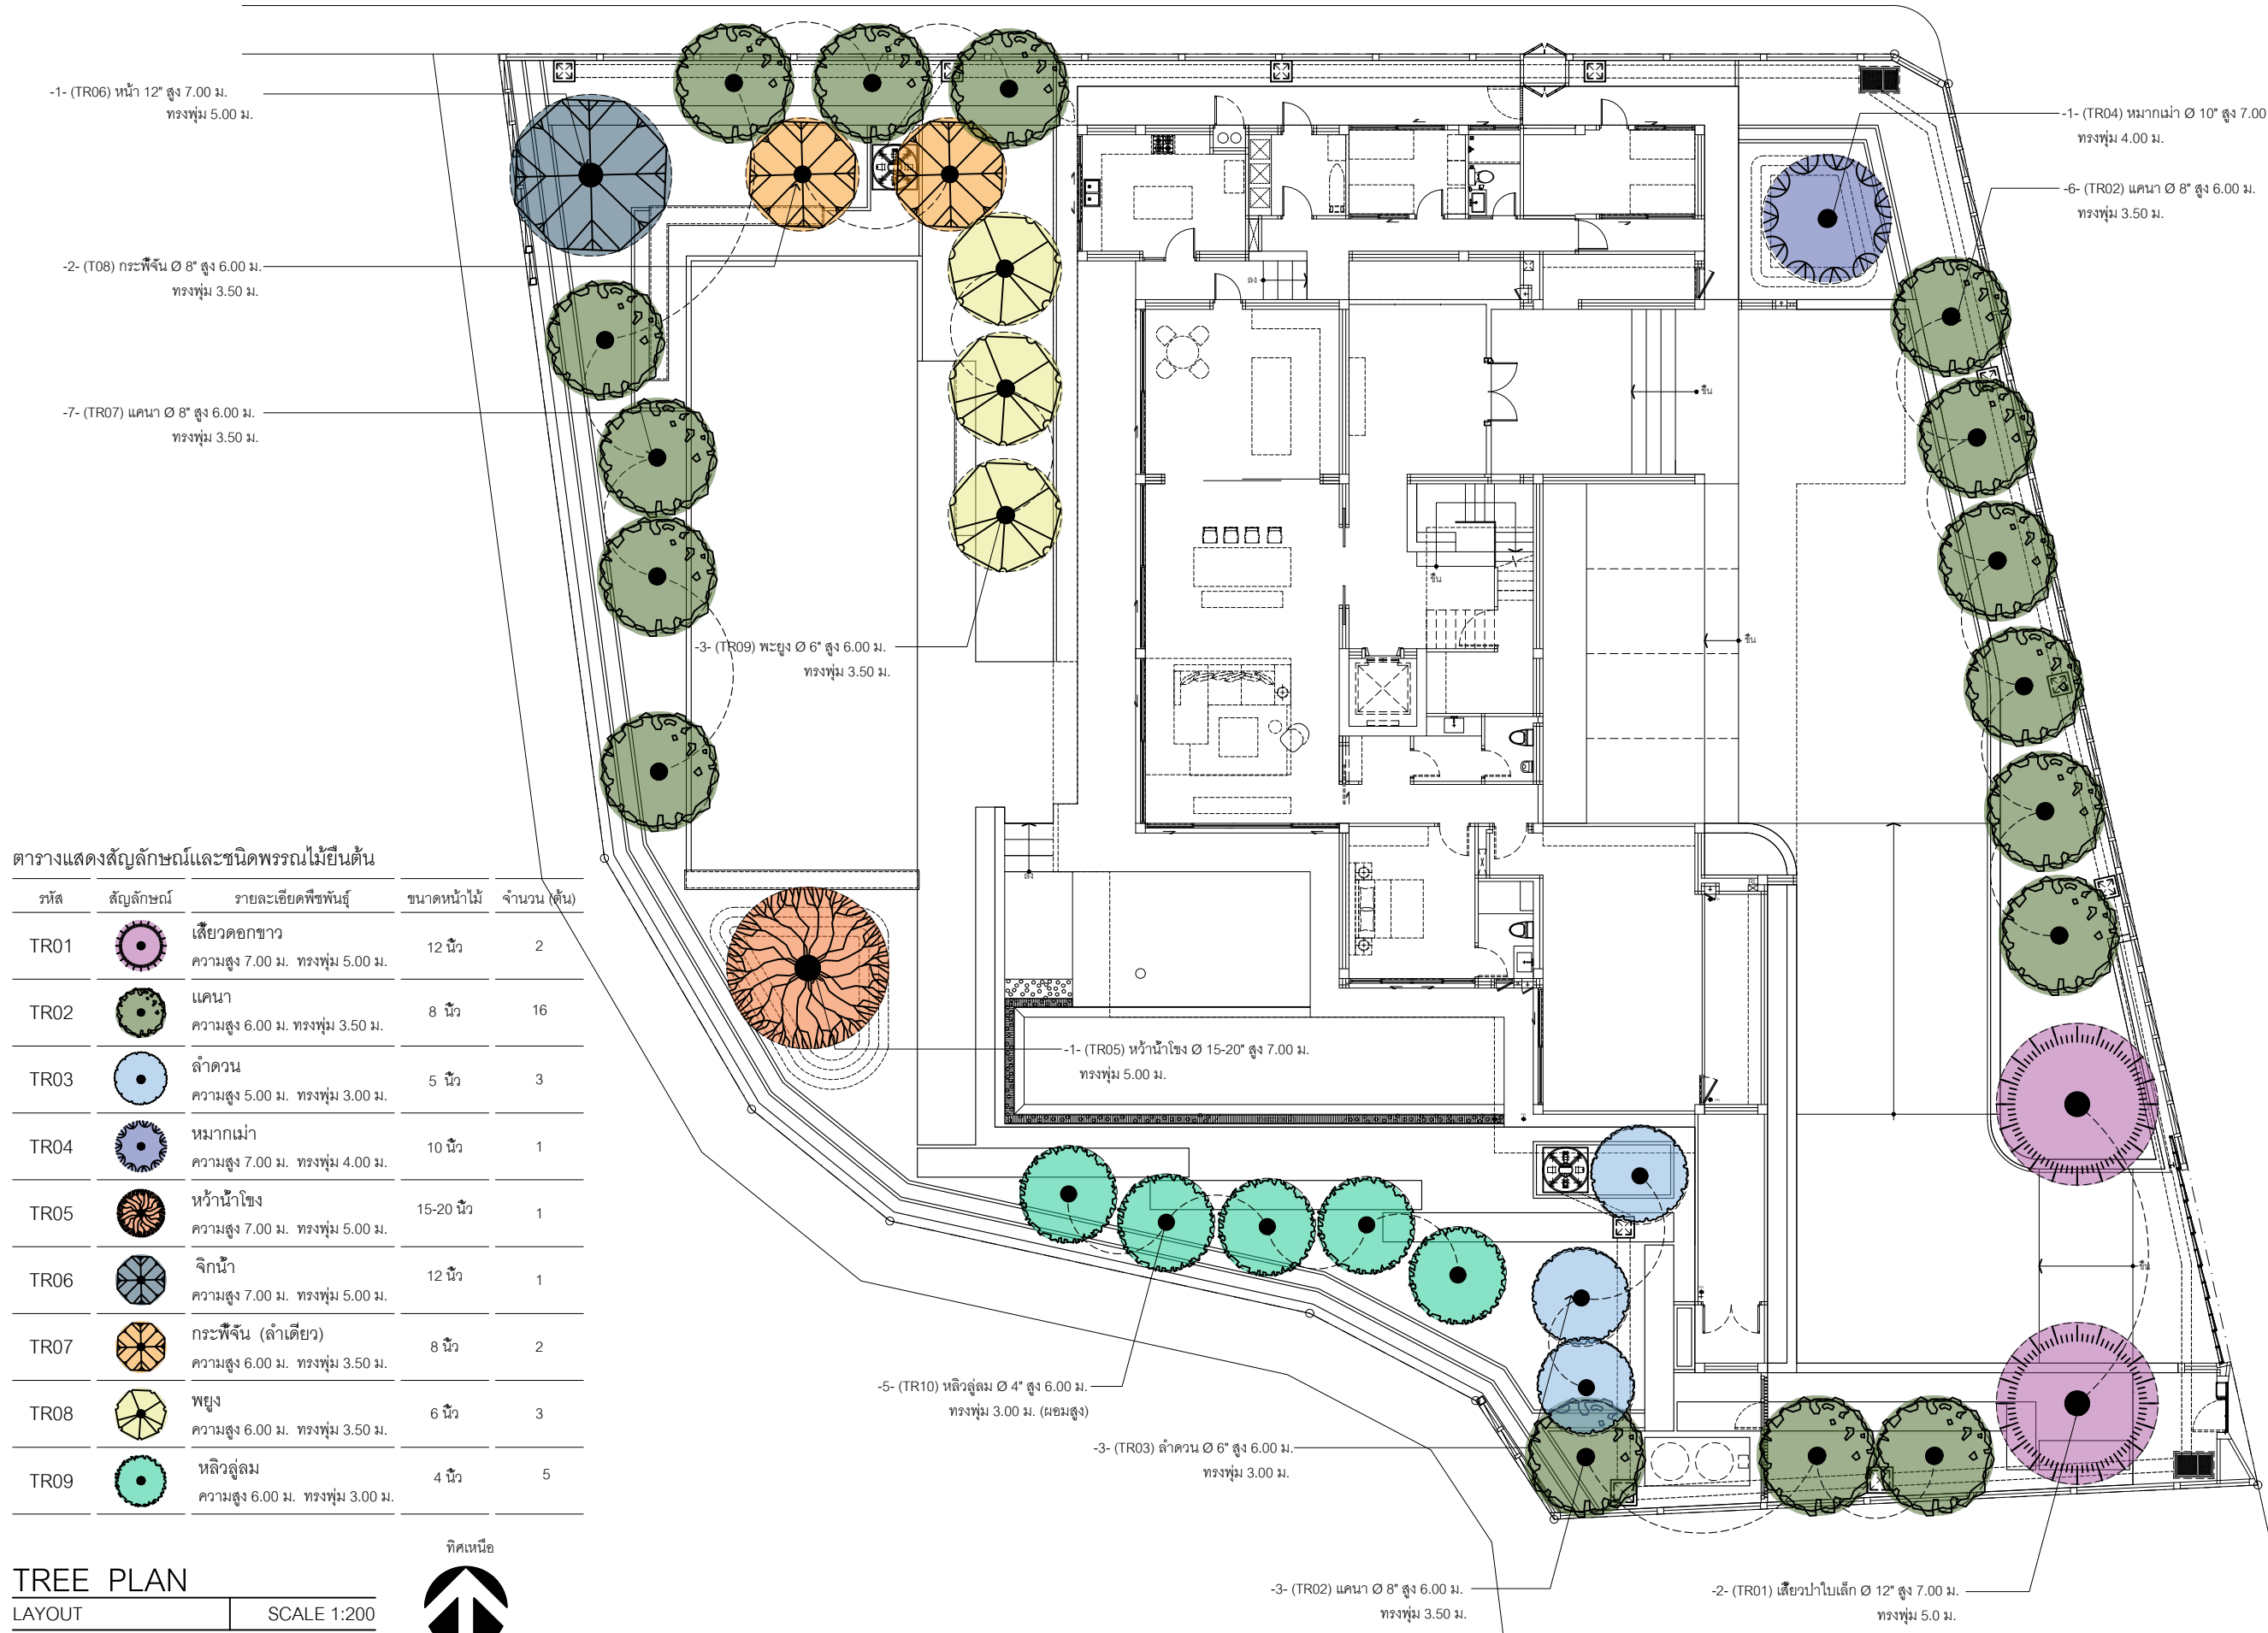 -1- (TR06) หน้า 12" สูง 7.00 ม.
ทรงพุ่ม 5.00 ม.
-2- (T08) กระพี้จั่น Ø 8" สูง 6.00 ม.
ทรงพุ่ม 3.50 ม.
-7- (TR07) แคนา Ø 8" สูง 6.00 ม.
ทรงพุ่ม 3.50 ม.
-1- (TR04) หมากเม่า Ø 10" สูง 7.00
ทรงพุ่ม 4.00 ม.
-6- (TR02) แคนา Ø 8" สูง 6.00 ม.
ทรงพุ่ม 3.50 ม.
ลง
ขึ้น
ขึ้น
ขึ้น
-3- (TR09) พะยูง Ø 6" สูง 6.00 ม.
ทรงพุ่ม 3.50 ม.
-1- (TR05) หว้าน้ำโขง Ø 15-20" สูง 7.00 ม.
ทรงพุ่ม 5.00 ม.
ขึ้น
-5- (TR10) หลิวลู่ลม Ø 4" สูง 6.00 ม.
ทรงพุ่ม 3.00 ม. (ผอมสูง)
-3- (TR03) ลำดวน Ø 6" สูง 6.00 ม.
ทรงพุ่ม 3.00 ม.
-3- (TR02) แคนา Ø 8" สูง 6.00 ม.
ทรงพุ่ม 3.50 ม.
-2- (TR01) เสี้ยวป่าใบเล็ก Ø 12" สูง 7.00 ม.
ทรงพุ่ม 5.0 ม.
ตารางแสดงสัญลักษณ์และชนิดพรรณไม้ยืนต้น
รหัส สัญลักษณ์ รายละเอียดพืชพันธุ์ ขนาดหน้าไม้ จำนวน (ต้น)
TR01 เสี้ยวดอกขาว 12 นิ้ว 2
ความสูง 7.00 ม. ทรงพุ่ม 5.00 ม.
TR02 แคนา 8 นิ้ว 16
ความสูง 6.00 ม. ทรงพุ่ม 3.50 ม.
TR03 ลำดวน 5 นิ้ว 3
ความสูง 5.00 ม. ทรงพุ่ม 3.00 ม.
TR04 หมากเม่า 10 นิ้ว 1
ความสูง 7.00 ม. ทรงพุ่ม 4.00 ม.
TR05 หว้าน้ำโขง 15-20 นิ้ว 1
ความสูง 7.00 ม. ทรงพุ่ม 5.00 ม.
TR06 จิกน้ำ 12 นิ้ว 1
ความสูง 7.00 ม. ทรงพุ่ม 5.00 ม.
TR07 กระพี้จั่น (ลำเดียว) 8 นิ้ว 2
ความสูง 6.00 ม. ทรงพุ่ม 3.50 ม.
TR08 พยูง 6 นิ้ว 3
ความสูง 6.00 ม. ทรงพุ่ม 3.50 ม.
TR09 หลิวลู่ลม 4 นิ้ว 5
ความสูง 6.00 ม. ทรงพุ่ม 3.00 ม.
ทิศเหนือ
TREE PLAN
LAYOUT SCALE 1:200